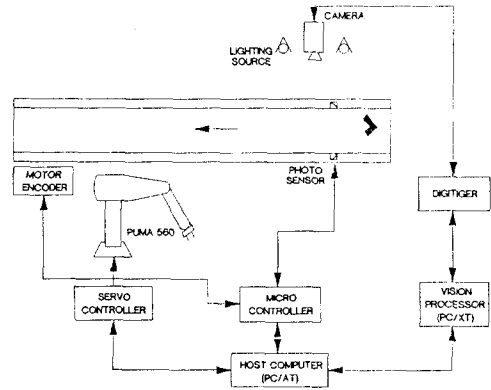 CAMERA
LIGHTING
SOURCE
MOTOR
ENCODER
PHOTO
SENSOR
DIGITIGER
PUMA 560
SERVO
CONTROLLER
MICRO
CONTROLLER
VISION
PROCESSOR
(PC/XT)
HOST COMPUTER
(PC/AT)